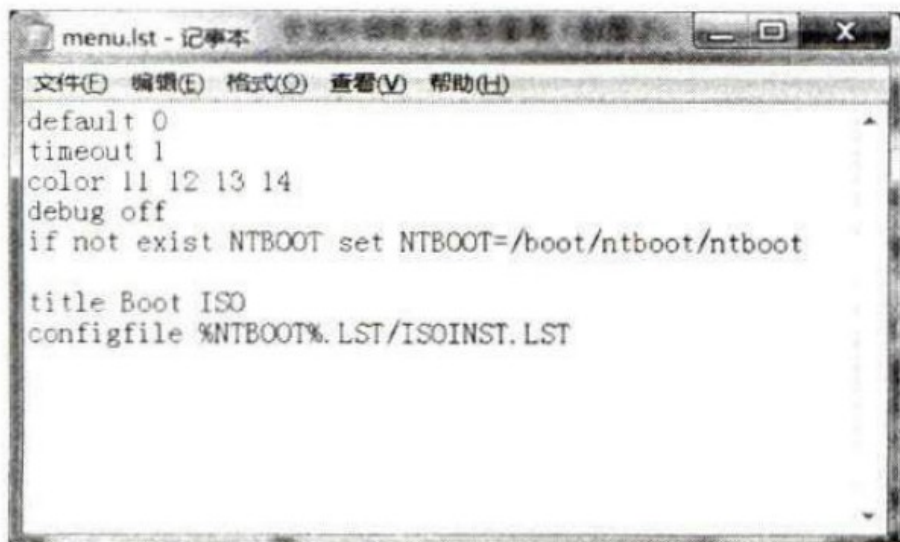 menu.lst - 记事本
文件(F) 编辑(E) 格式(O) 查看(V) 帮助(H)
default 0
timeout 1
color 11 12 13 14
debug off
if not exist NTBOOT set NTBOOT=/boot/ntboot/ntboot
title Boot ISO
configfile %NTBOOT%.LST/ISOINST.LST